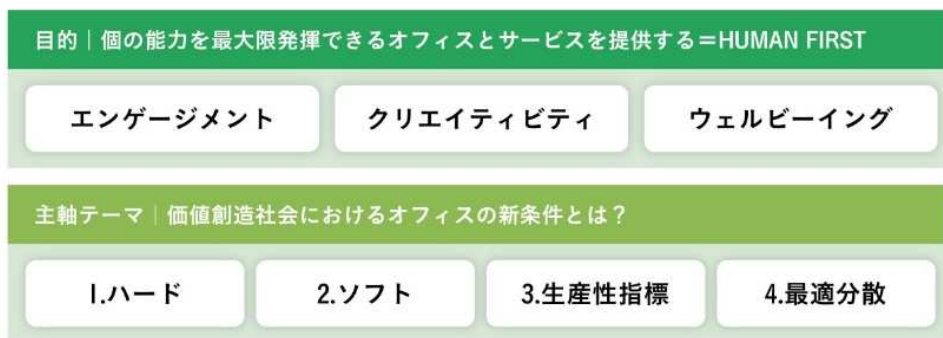 目的｜個の能力を最大限発揮できるオフィスとサービスを提供する＝HUMAN FIRST
エンゲージメント クリエイティビティ ウェルビーイング
主軸テーマ｜価値創造社会におけるオフィスの新条件とは？
1.ハード 2.ソフト 3.生産性指標 4.最適分散